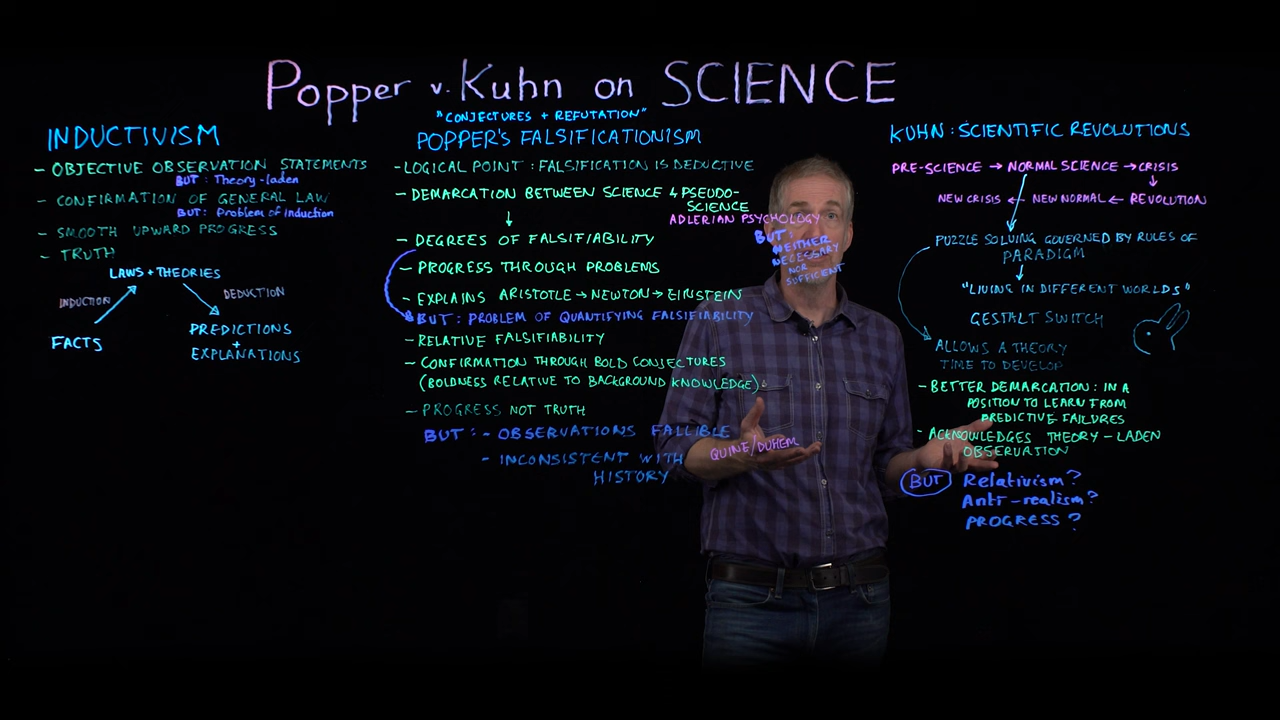 Popper v. Kuhn on SCIENCE
INDUCTIVISM
- OBJECTIVE OBSERVATION STATEMENTS
BUT: Theory-laden
- CONFIRMATION OF GENERAL LAW
BUT: Problem of induction
- SMOOTH UPWARD PROGRESS
- TRUTH
LAWS + THEORIES
INDUCTION
DEDUCTION
FACTS
PREDICTIONS
+
EXPLANATIONS
"CONJECTURES + REFUTATION"
POPPER'S FALSIFICATIONISM
- LOGICAL POINT: FALSIFICATION IS DEDUCTIVE
- DEMARCATION BETWEEN SCIENCE & PSEUDO-
SCIENCE
ADLERIAN PSYCHOLOGY
BUT:
NEITHER
NECESSARY
NOR
SUFFICIENT
- DEGREES OF FALSIFIABILITY
- PROGRESS THROUGH PROBLEMS
- EXPLAINS ARISTOTLE → NEWTON → EINSTEIN
BUT: PROBLEM OF QUANTIFYING FALSIFIABILITY
- RELATIVE FALSIFIABILITY
- CONFIRMATION THROUGH BOLD CONJECTURES
(BOLDNESS RELATIVE TO BACKGROUND KNOWLEDGE)
- PROGRESS NOT TRUTH
BUT: - OBSERVATIONS FALLIBLE
QUINE/DUHEM
- INCONSISTENT WITH
HISTORY
KUHN: SCIENTIFIC REVOLUTIONS
PRE-SCIENCE → NORMAL SCIENCE → CRISIS
NEW CRISIS ← NEW NORMAL ← REVOLUTION
PUZZLE SOLVING GOVERNED BY RULES OF
PARADIGM
"LIVING IN DIFFERENT WORLDS"
GESTALT SWITCH
ALLOWS A THEORY
TIME TO DEVELOP
- BETTER DEMARCATION: IN A
POSITION TO LEARN FROM
PREDICTIVE FAILURES
- ACKNOWLEDGES THEORY-LADEN
OBSERVATION
BUT Relativism?
Anti-realism?
PROGRESS?